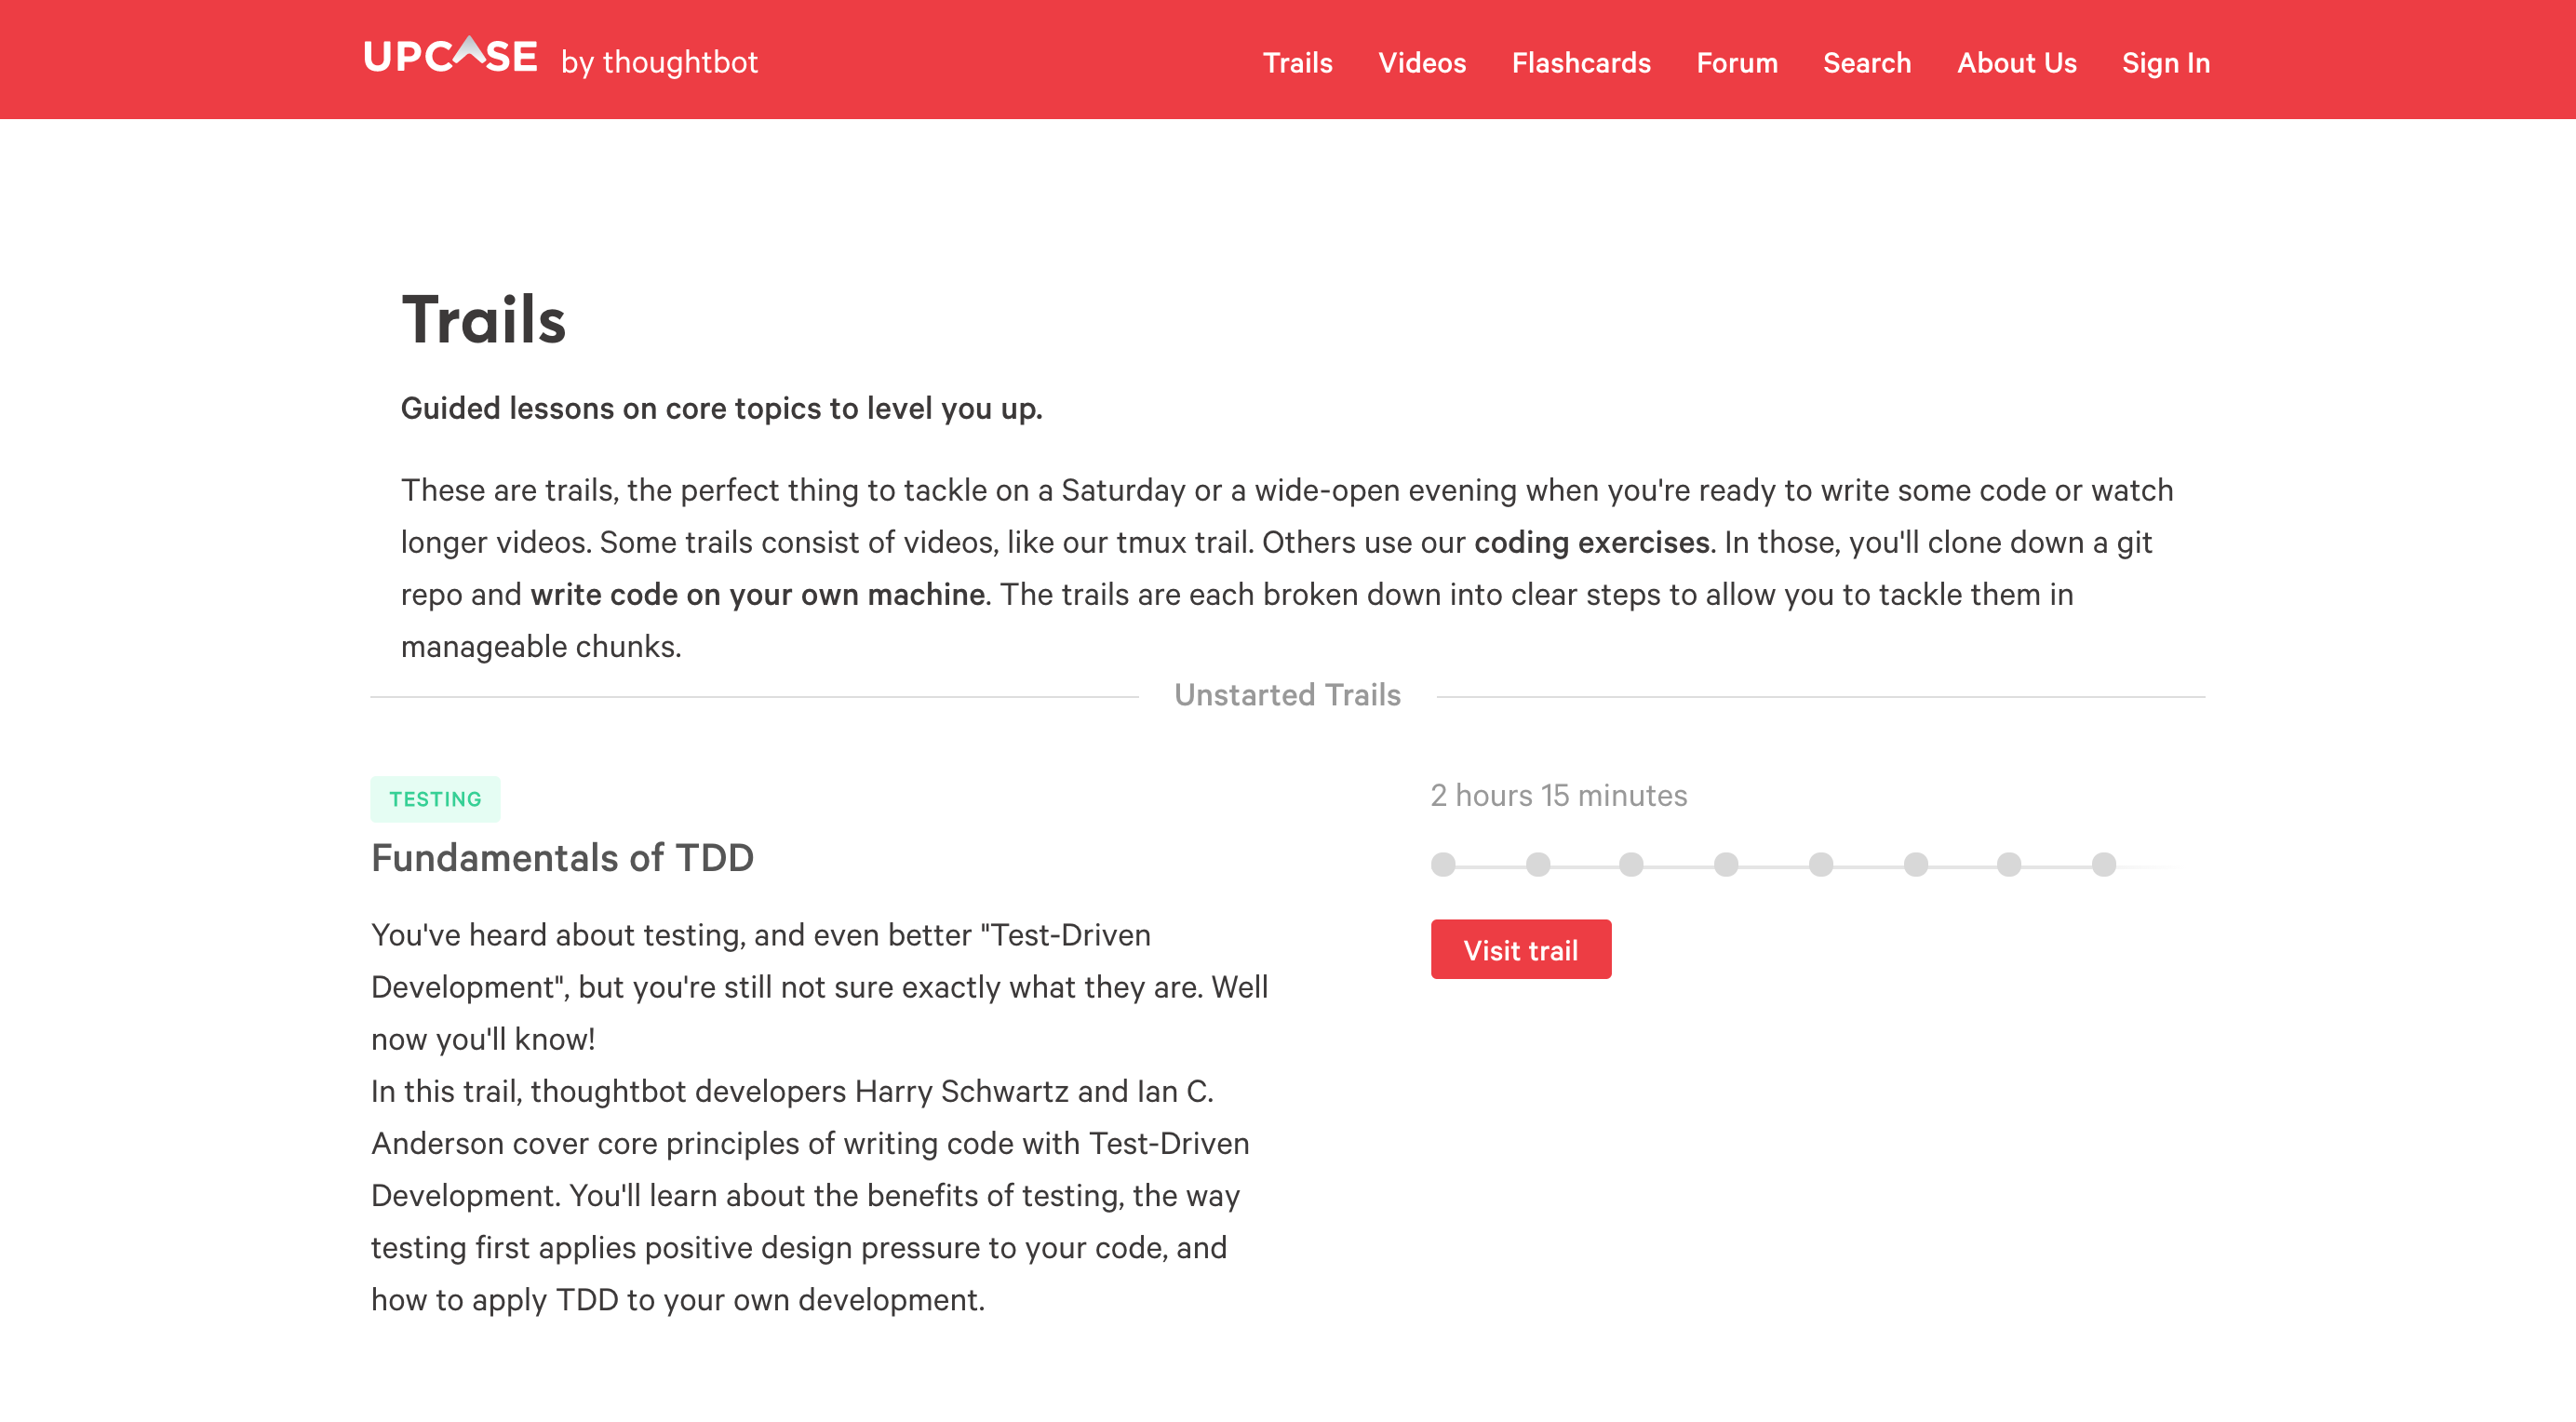 UPCASE by thoughtbot
Trails Videos Flashcards Forum Search About Us Sign In
Trails
Guided lessons on core topics to level you up.
These are trails, the perfect thing to tackle on a Saturday or a wide-open evening when you're ready to write some code or watch
longer videos. Some trails consist of videos, like our tmux trail. Others use our coding exercises. In those, you'll clone down a git
repo and write code on your own machine. The trails are each broken down into clear steps to allow you to tackle them in
manageable chunks.
Unstarted Trails
TESTING
Fundamentals of TDD
You've heard about testing, and even better "Test-Driven
Development", but you're still not sure exactly what they are. Well
now you'll know!
In this trail, thoughtbot developers Harry Schwartz and Ian C.
Anderson cover core principles of writing code with Test-Driven
Development. You'll learn about the benefits of testing, the way
testing first applies positive design pressure to your code, and
how to apply TDD to your own development.
2 hours 15 minutes
Visit trail